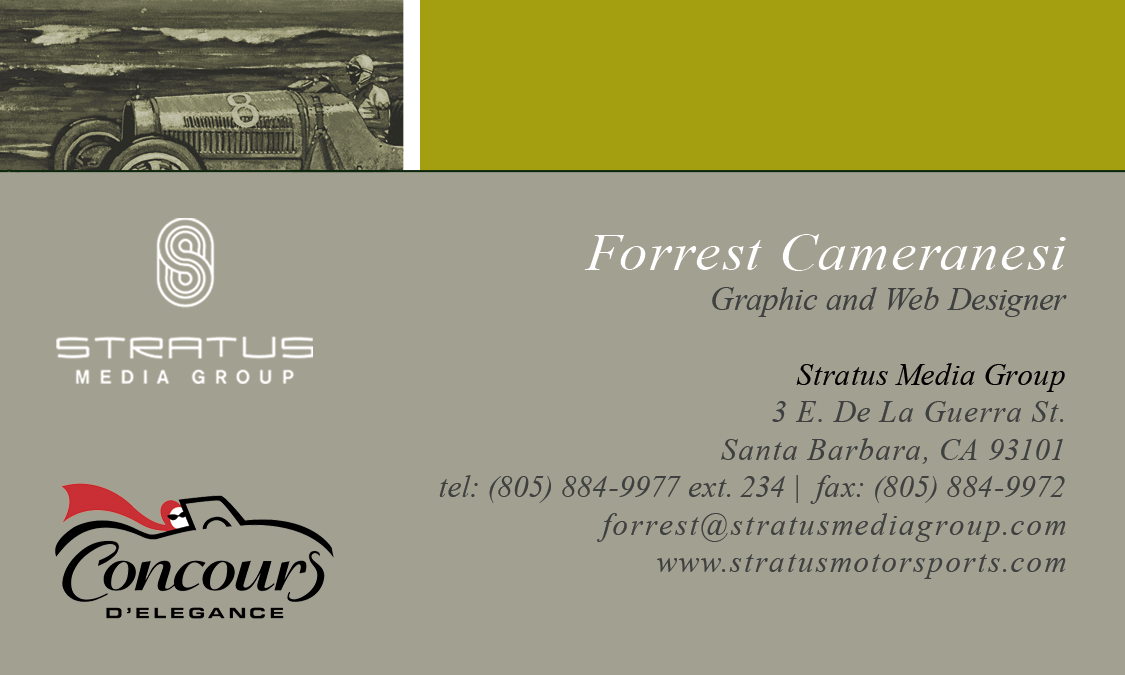 8
STRATUS
MEDIA GROUP
Concours
D'ELEGANCE
Forrest Cameranesi
Graphic and Web Designer
Stratus Media Group
3 E. De La Guerra St.
Santa Barbara, CA 93101
tel: (805) 884-9977 ext. 234 | fax: (805) 884-9972
forrest@stratusmediagroup.com
www.stratusmotorsports.com